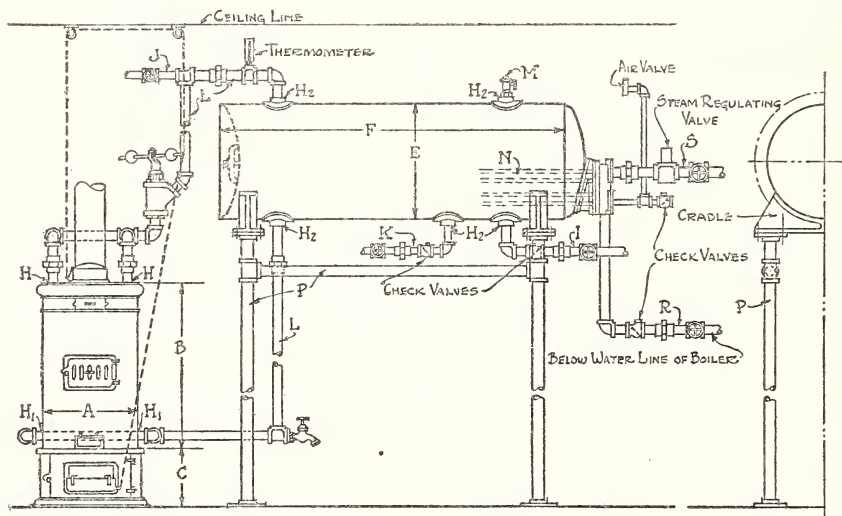 CEILING LINE
J
THERMOMETER
M
AIR VALVE
L
H2
H2
STEAM REGULATING
VALVE
F
S
E
N
CRADLE
H2
K
H2
I
CHECK VALVES
H
H
P
CHECK VALVES
R
P
B
L
BELOW WATER LINE OF BOILER
H1
A
H1
C